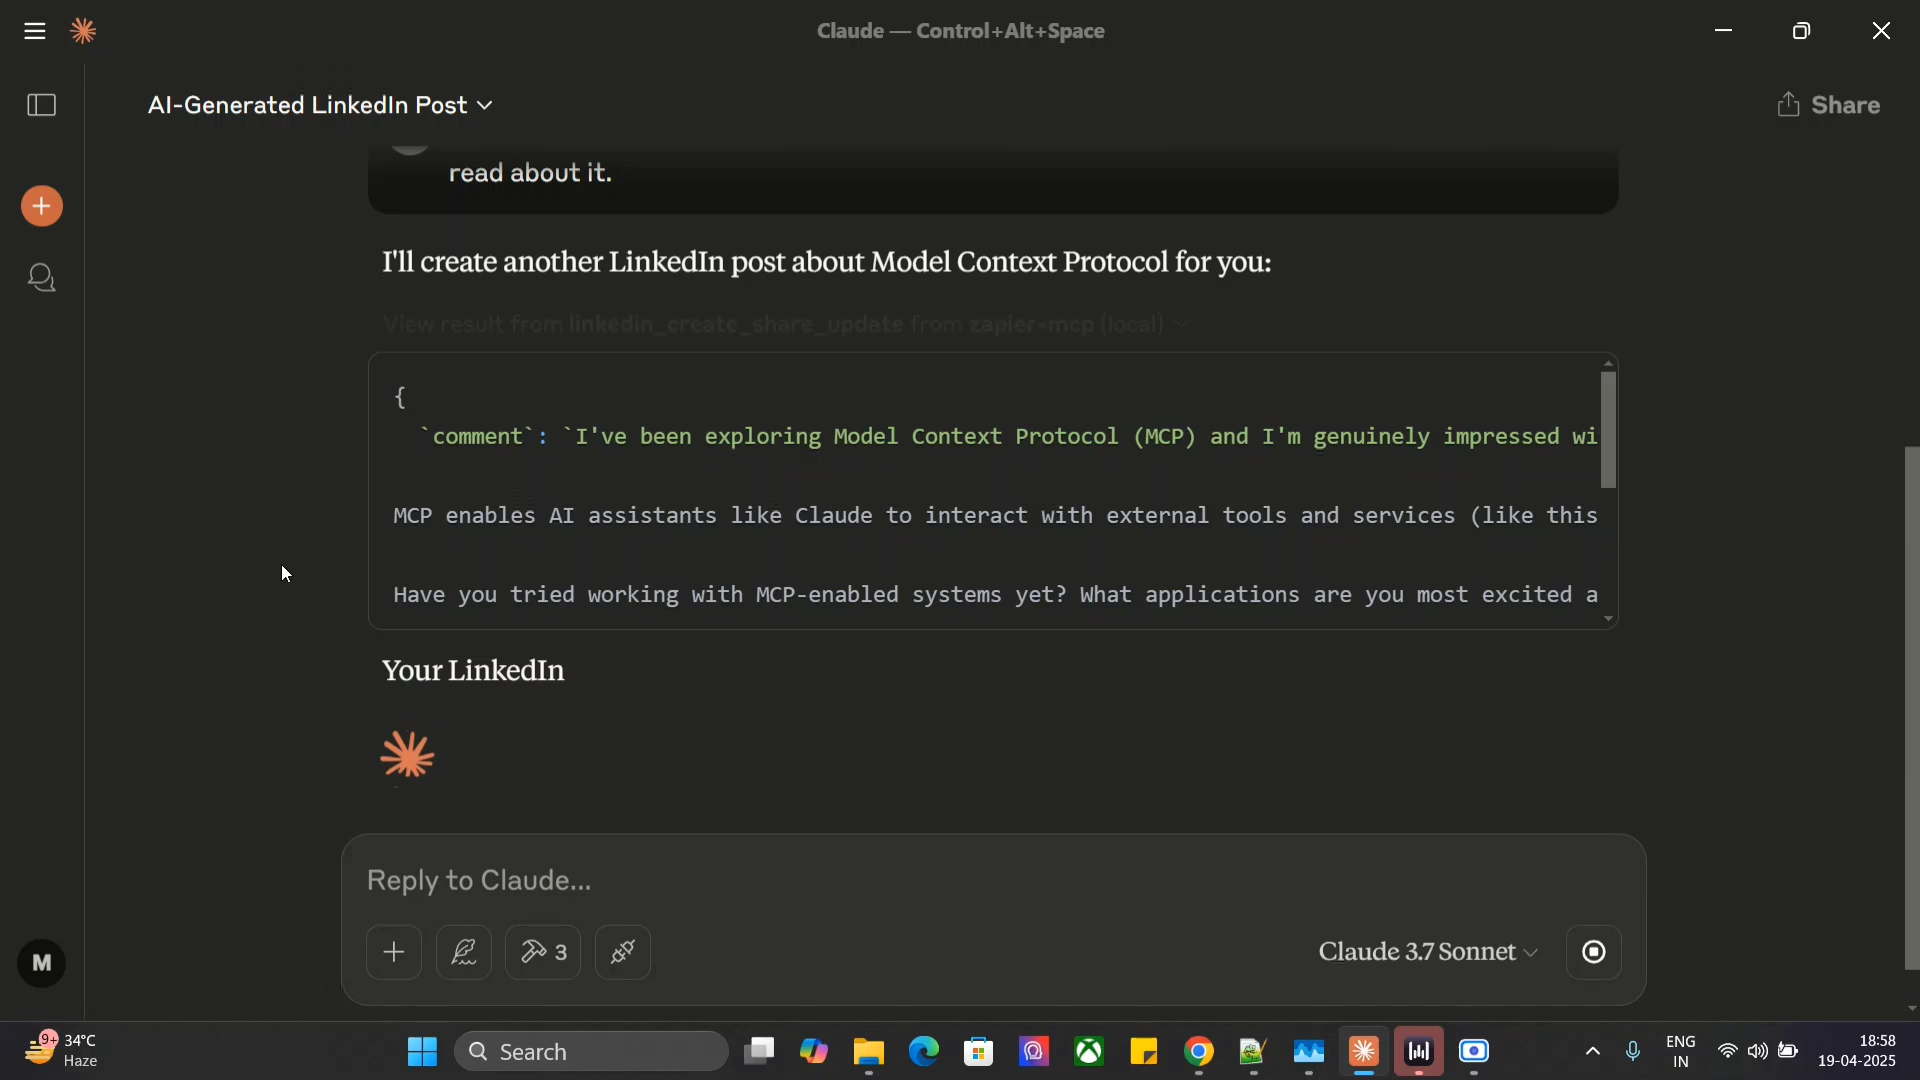 Claude — Control+Alt+Space
AI-Generated LinkedIn Post
Share
read about it.
I'll create another LinkedIn post about Model Context Protocol for you:
View result from linkedin_create_share_update from zapier-mcp (local)
{
`comment`: `I've been exploring Model Context Protocol (MCP) and I'm genuinely impressed wi
MCP enables AI assistants like Claude to interact with external tools and services (like this
Have you tried working with MCP-enabled systems yet? What applications are you most excited a
Your LinkedIn
Reply to Claude...
3
Claude 3.7 Sonnet
M
9+
34°C
Haze
Search
ENG
IN
18:58
19-04-2025